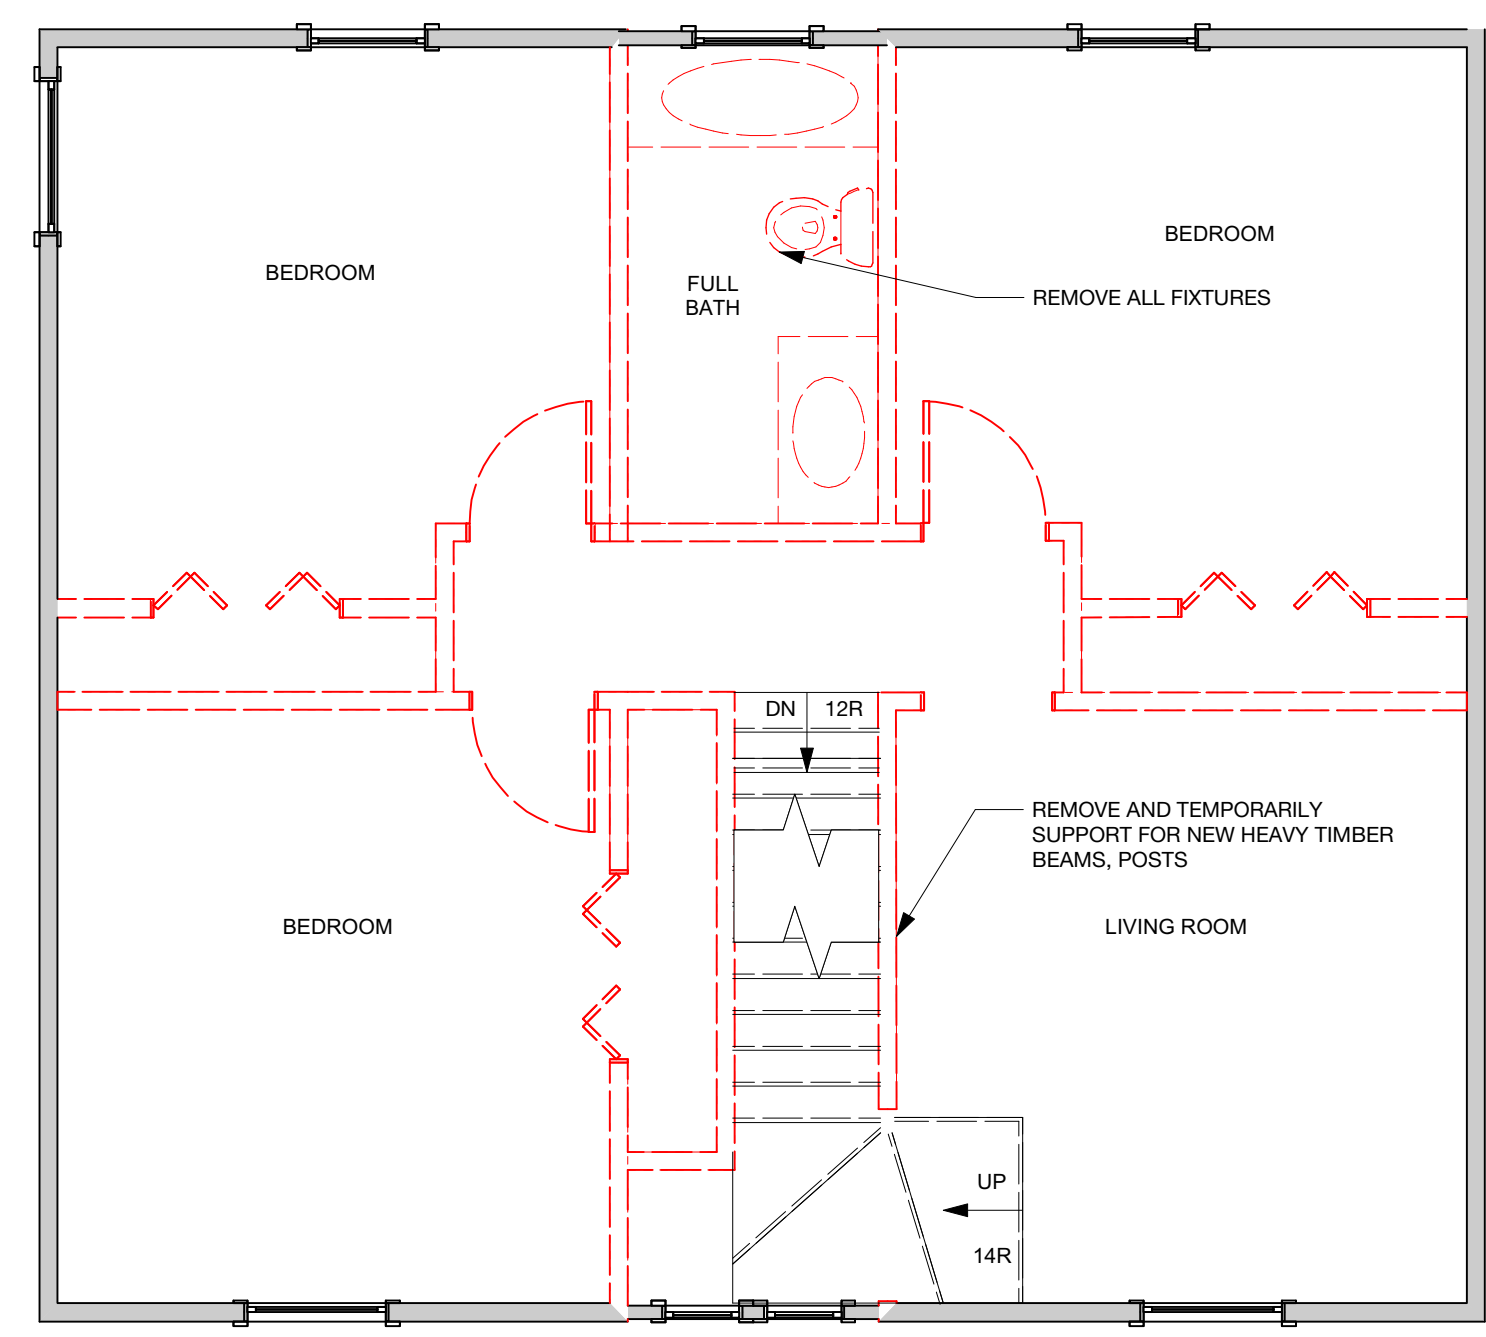 BEDROOM
BEDROOM
FULL
BATH
REMOVE ALL FIXTURES
DN
12R
REMOVE AND TEMPORARILY
SUPPORT FOR NEW HEAVY TIMBER
BEAMS, POSTS
BEDROOM
LIVING ROOM
UP
14R